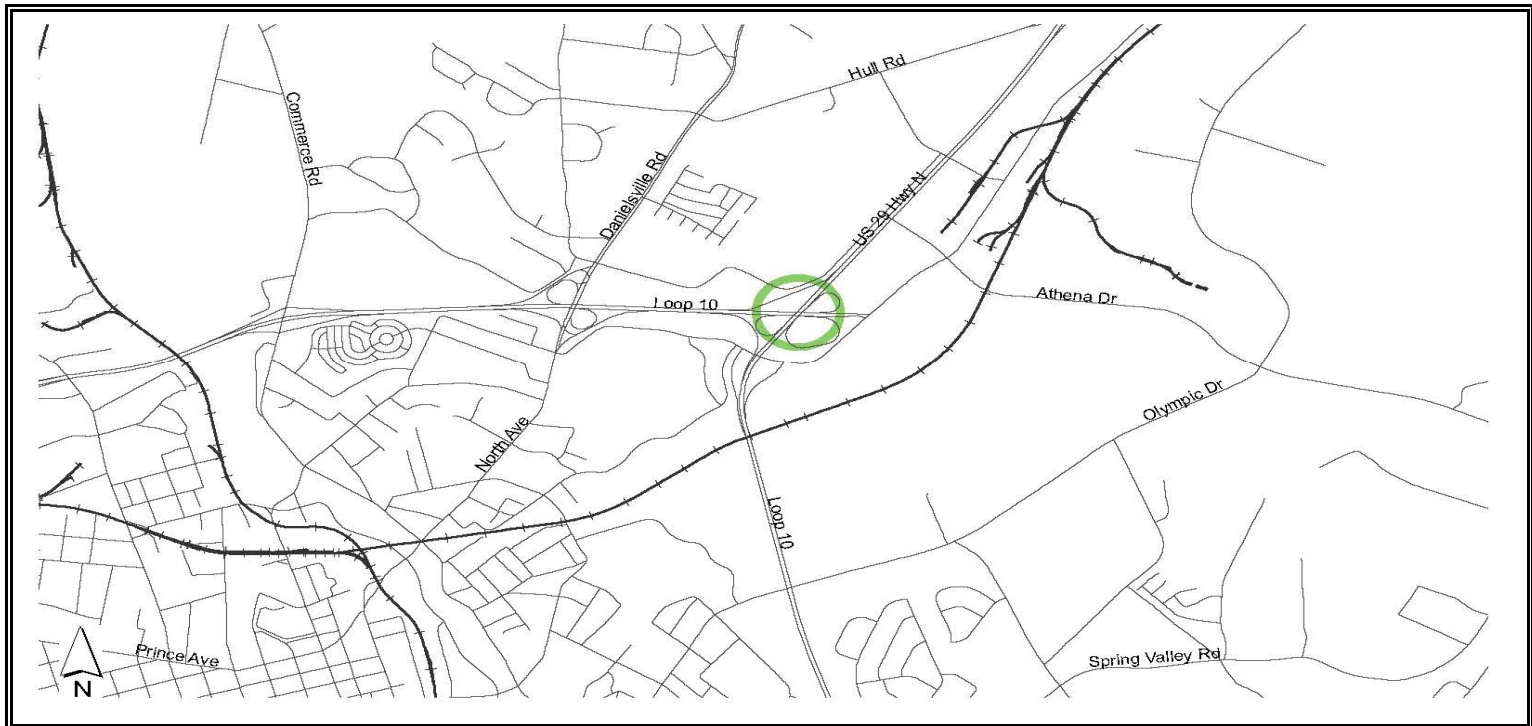 Hull Rd
Commerce Rd
Danielsville Rd
US 29 Hwy N
Loop 10
Athena Dr
Olympic Dr
North Ave
Loop 10
Prince Ave
Spring Valley Rd
N